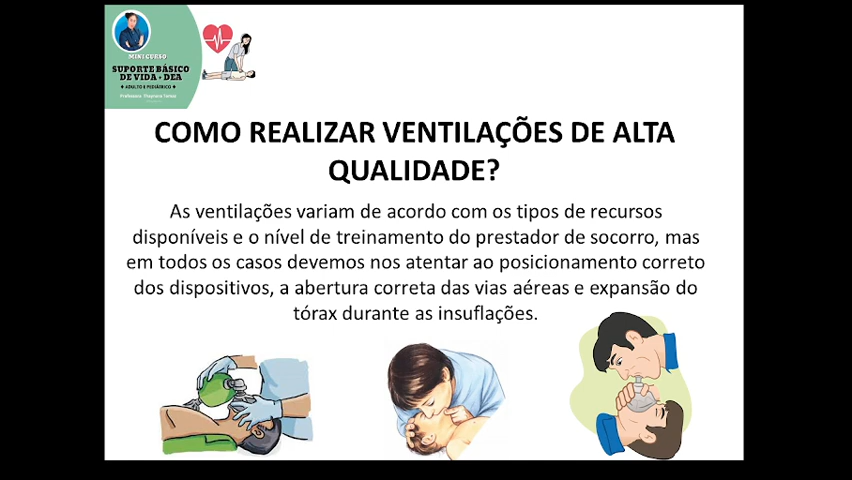 MINI CURSO
SUPORTE BÁSICO
DE VIDA + DEA
ADULTO E PEDIÁTRICO
COMO REALIZAR VENTILAÇÕES DE ALTA
QUALIDADE?
As ventilações variam de acordo com os tipos de recursos
disponíveis e o nível de treinamento do prestador de socorro, mas
em todos os casos devemos nos atentar ao posicionamento correto
dos dispositivos, a abertura correta das vias aéreas e expansão do
tórax durante as insuflações.